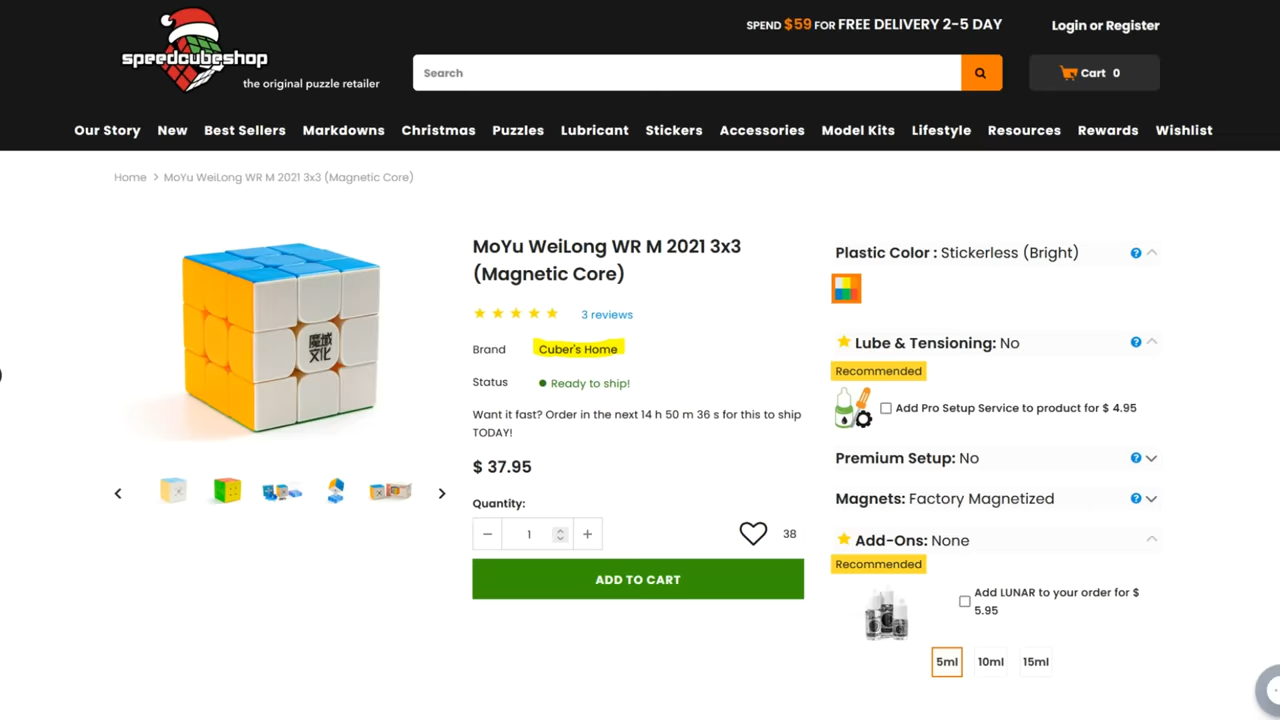 speedcubeshop
the original puzzle retailer
SPEND $59 FOR FREE DELIVERY 2-5 DAY
Login or Register
Search
Cart 0
Our Story New Best Sellers Markdowns Christmas Puzzles Lubricant Stickers Accessories Model Kits Lifestyle Resources Rewards Wishlist
Home > MoYu WeiLong WR M 2021 3x3 (Magnetic Core)
魔域
文化
MoYu WeiLong WR M 2021 3x3
(Magnetic Core)
3 reviews
Brand Cuber's Home
Status Ready to ship!
Want it fast? Order in the next 14 h 50 m 36 s for this to ship
TODAY!
$ 37.95
Quantity:
− 1 +
38
ADD TO CART
Plastic Color : Stickerless (Bright) ?
Lube & Tensioning: No ?
Recommended
Add Pro Setup Service to product for $ 4.95
Premium Setup: No ?
Magnets: Factory Magnetized ?
Add-Ons: None
Recommended
Add LUNAR to your order for $
5.95
5ml 10ml 15ml